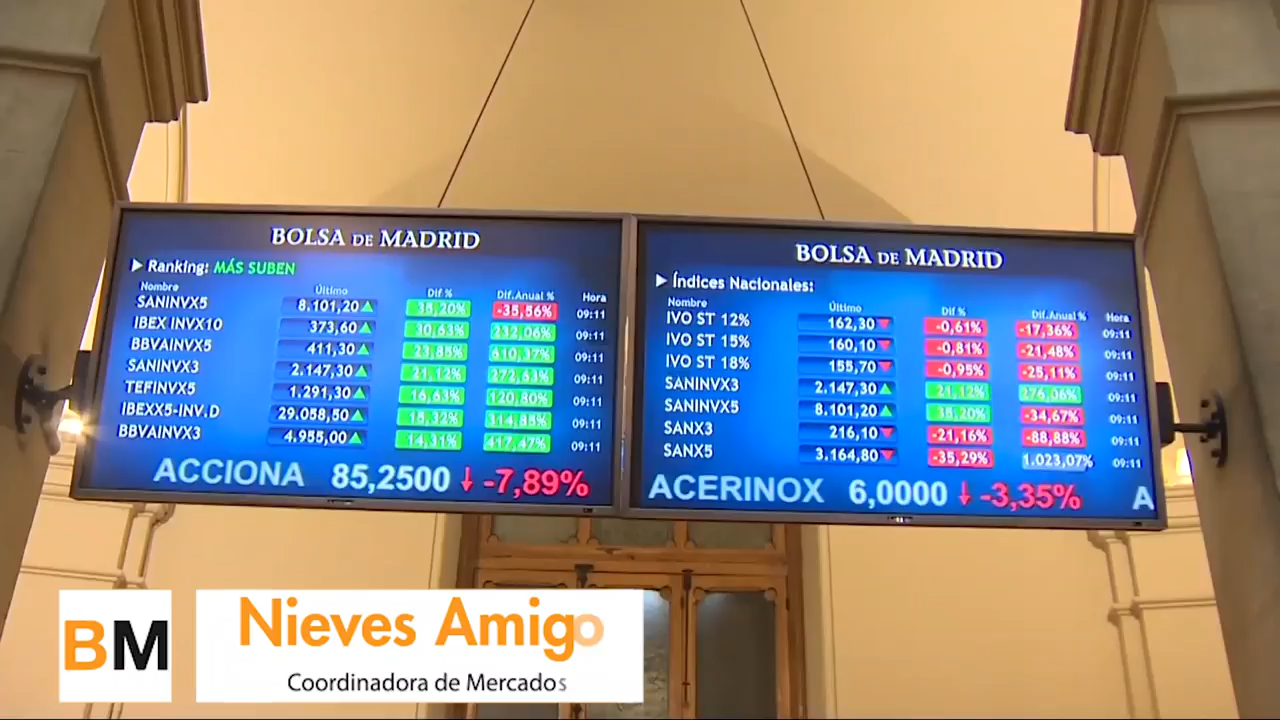 BOLSA DE MADRID
Ranking: MÁS SUBEN
Nombre Último Dif % Dif.Anual % Hora
SANINVX5 8.101,20 35,20% -35,56% 09:11
IBEX INVX10 373,60 30,63% 232,06% 09:11
BBVAINVX5 411,30 23,85% 610,37% 09:11
SANINVX3 2.147,30 21,12% 272,63% 09:11
TEFINVX5 1.291,30 16,63% 120,80% 09:11
IBEXX5-INV.D 29.058,50 15,32% 114,85% 09:11
BBVAINVX3 4.955,00 14,31% 417,47% 09:11
ACCIONA 85,2500 ↓ -7,89%
BOLSA DE MADRID
Índices Nacionales:
Nombre Último Dif % Dif.Anual % Hora
IVO ST 12% 162,30 -0,61% -17,36% 09:11
IVO ST 15% 160,10 -0,81% -21,48% 09:11
IVO ST 18% 155,70 -0,95% -25,11% 09:11
SANINVX3 2.147,30 21,12% 276,06% 09:11
SANINVX5 8.101,20 35,20% -34,67% 09:11
SANX3 216,10 -21,16% -88,88% 09:11
SANX5 3.164,80 -35,29% 1.023,07% 09:11
ACERINOX 6,0000 ↓ -3,35% A
BM
Nieves Amigo
Coordinadora de Mercados